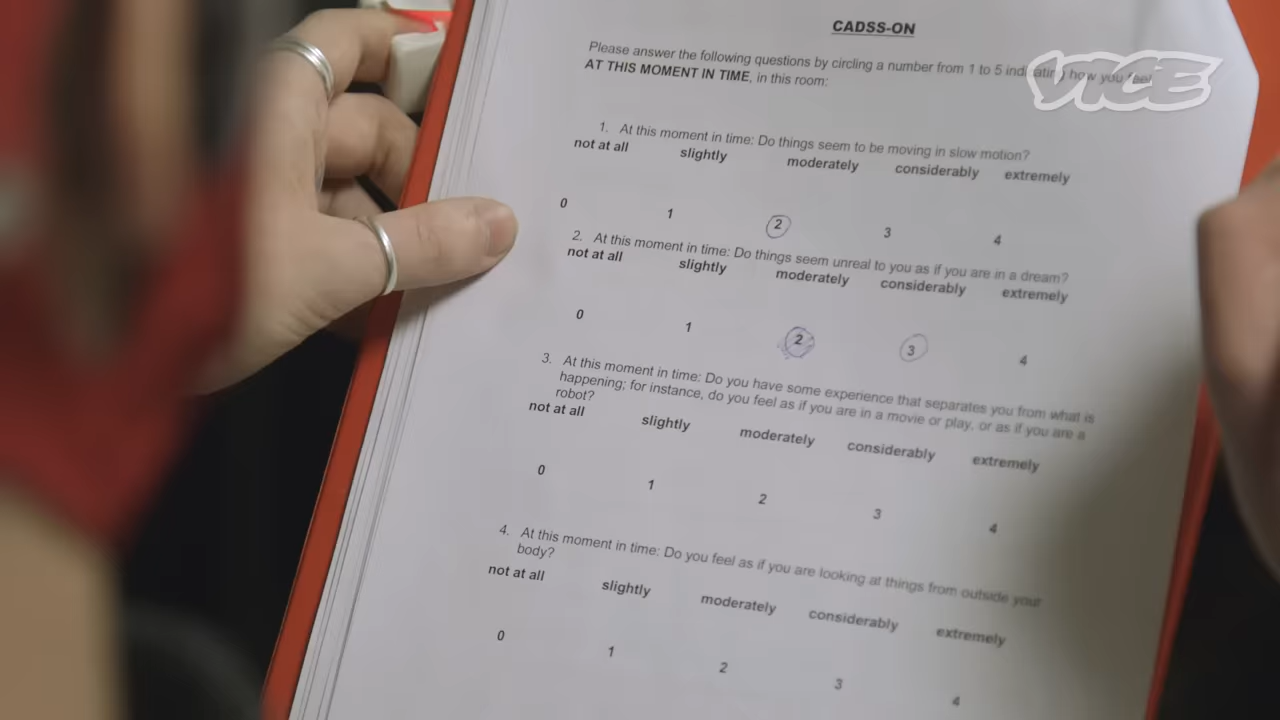 CADSS-ON
Please answer the following questions by circling a number from 1 to 5 indicating how you feel
AT THIS MOMENT IN TIME, in this room:
VICE
1. At this moment in time: Do things seem to be moving in slow motion?
not at all slightly moderately considerably extremely
0 1 2 3 4
2. At this moment in time: Do things seem unreal to you as if you are in a dream?
not at all slightly moderately considerably extremely
0 1 2 3 4
3. At this moment in time: Do you have some experience that separates you from what is
happening; for instance, do you feel as if you are in a movie or play, or as if you are a
robot?
not at all slightly moderately considerably extremely
0 1 2 3 4
4. At this moment in time: Do you feel as if you are looking at things from outside your
body?
not at all slightly moderately considerably extremely
0 1 2 3 4